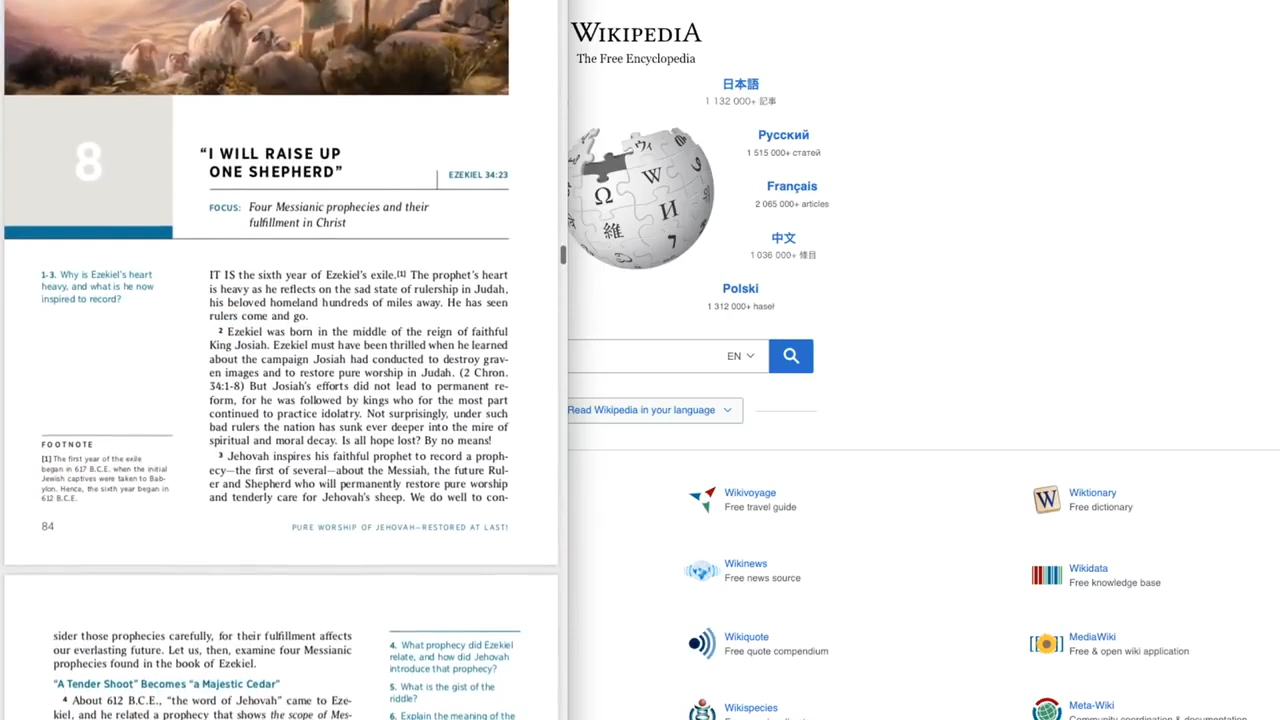 8
“I WILL RAISE UP
ONE SHEPHERD”
EZEKIEL 34:23
FOCUS: Four Messianic prophecies and their
fulfillment in Christ
1-3. Why is Ezekiel’s heart
heavy, and what is he now
inspired to record?
IT IS the sixth year of Ezekiel’s exile.[1] The prophet’s heart
is heavy as he reflects on the sad state of rulership in Judah,
his beloved homeland hundreds of miles away. He has seen
rulers come and go.
2 Ezekiel was born in the middle of the reign of faithful
King Josiah. Ezekiel must have been thrilled when he learned
about the campaign Josiah had conducted to destroy grav-
en images and to restore pure worship in Judah. (2 Chron.
34:1-8) But Josiah’s efforts did not lead to permanent re-
form, for he was followed by kings who for the most part
continued to practice idolatry. Not surprisingly, under such
bad rulers the nation has sunk ever deeper into the mire of
spiritual and moral decay. Is all hope lost? By no means!
3 Jehovah inspires his faithful prophet to record a proph-
ecy—the first of several—about the Messiah, the future Rul-
er and Shepherd who will permanently restore pure worship
and tenderly care for Jehovah’s sheep. We do well to con-
FOOTNOTE
[1] The first year of the exile
began in 617 B.C.E. when the initial
Jewish captives were taken to Bab-
ylon. Hence, the sixth year began in
612 B.C.E.
84
PURE WORSHIP OF JEHOVAH—RESTORED AT LAST!
sider those prophecies carefully, for their fulfillment affects
our everlasting future. Let us, then, examine four Messianic
prophecies found in the book of Ezekiel.
“A Tender Shoot” Becomes “a Majestic Cedar”
4 About 612 B.C.E., “the word of Jehovah” came to Eze-
kiel, and he related a prophecy that shows the scope of Mes-
4. What prophecy did Ezekiel
relate, and how did Jehovah
introduce that prophecy?
5. What is the gist of the
riddle?
6. Explain the meaning of the
WIKIPEDIA
The Free Encyclopedia
日本語
1 132 000+ 記事
Русский
1 515 000+ статей
Français
2 065 000+ articles
中文
1 036 000+ 條目
Polski
1 312 000+ haseł
Ω
W
И
維
EN
Read Wikipedia in your language
Wikivoyage
Free travel guide
Wiktionary
Free dictionary
W
Wikinews
Free news source
Wikidata
Free knowledge base
Wikiquote
Free quote compendium
MediaWiki
Free & open wiki application
Wikispecies
Meta-Wiki
Community coordination & documentation